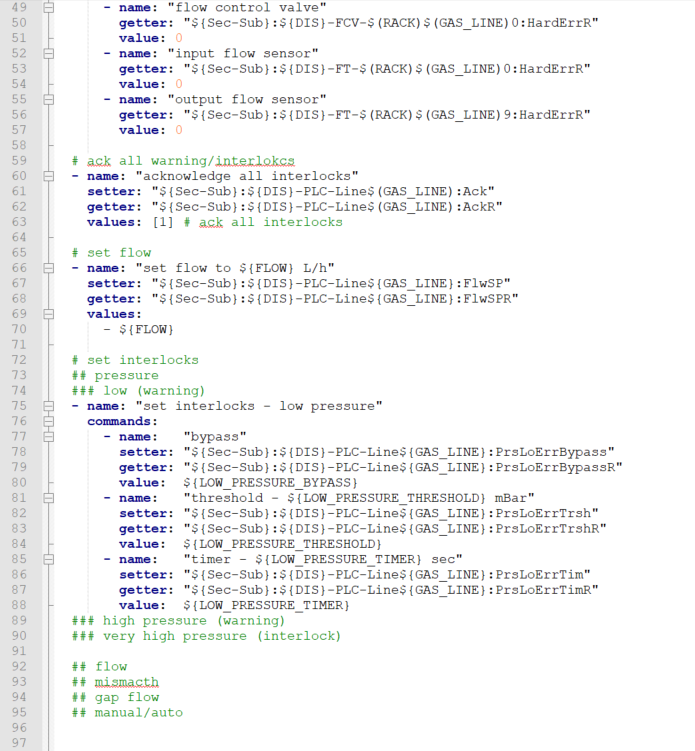 49 - name: "flow control valve"
50 getter: "${Sec-Sub}:${DIS}-FCV-$(RACK)$(GAS_LINE)0:HardErrR"
51 value: 0
52 - name: "input flow sensor"
53 getter: "${Sec-Sub}:${DIS}-FT-$(RACK)$(GAS_LINE)0:HardErrR"
54 value: 0
55 - name: "output flow sensor"
56 getter: "${Sec-Sub}:${DIS}-FT-$(RACK)$(GAS_LINE)9:HardErrR"
57 value: 0
58
59 # ack all warning/interlokcs
60 - name: "acknowledge all interlocks"
61 setter: "${Sec-Sub}:${DIS}-PLC-Line$(GAS_LINE):Ack"
62 getter: "${Sec-Sub}:${DIS}-PLC-Line$(GAS_LINE):AckR"
63 values: [1] # ack all interlocks
64
65 # set flow
66 - name: "set flow to ${FLOW} L/h"
67 setter: "${Sec-Sub}:${DIS}-PLC-Line${GAS_LINE}:FlwSP"
68 getter: "${Sec-Sub}:${DIS}-PLC-Line${GAS_LINE}:FlwSPR"
69 values:
70 - ${FLOW}
71
72 # set interlocks
73 ## pressure
74 ### low (warning)
75 - name: "set interlocks - low pressure"
76 commands:
77 - name: "bypass"
78 setter: "${Sec-Sub}:${DIS}-PLC-Line${GAS_LINE}:PrsLoErrBypass"
79 getter: "${Sec-Sub}:${DIS}-PLC-Line${GAS_LINE}:PrsLoErrBypassR"
80 value: ${LOW_PRESSURE_BYPASS}
81 - name: "threshold - ${LOW_PRESSURE_THRESHOLD} mBar"
82 setter: "${Sec-Sub}:${DIS}-PLC-Line${GAS_LINE}:PrsLoErrTrsh"
83 getter: "${Sec-Sub}:${DIS}-PLC-Line${GAS_LINE}:PrsLoErrTrshR"
84 value: ${LOW_PRESSURE_THRESHOLD}
85 - name: "timer - ${LOW_PRESSURE_TIMER} sec"
86 setter: "${Sec-Sub}:${DIS}-PLC-Line${GAS_LINE}:PrsLoErrTim"
87 getter: "${Sec-Sub}:${DIS}-PLC-Line${GAS_LINE}:PrsLoErrTimR"
88 value: ${LOW_PRESSURE_TIMER}
89 ### high pressure (warning)
90 ### very high pressure (interlock)
91
92 ## flow
93 ## mismacth
94 ## gap flow
95 ## manual/auto
96
97